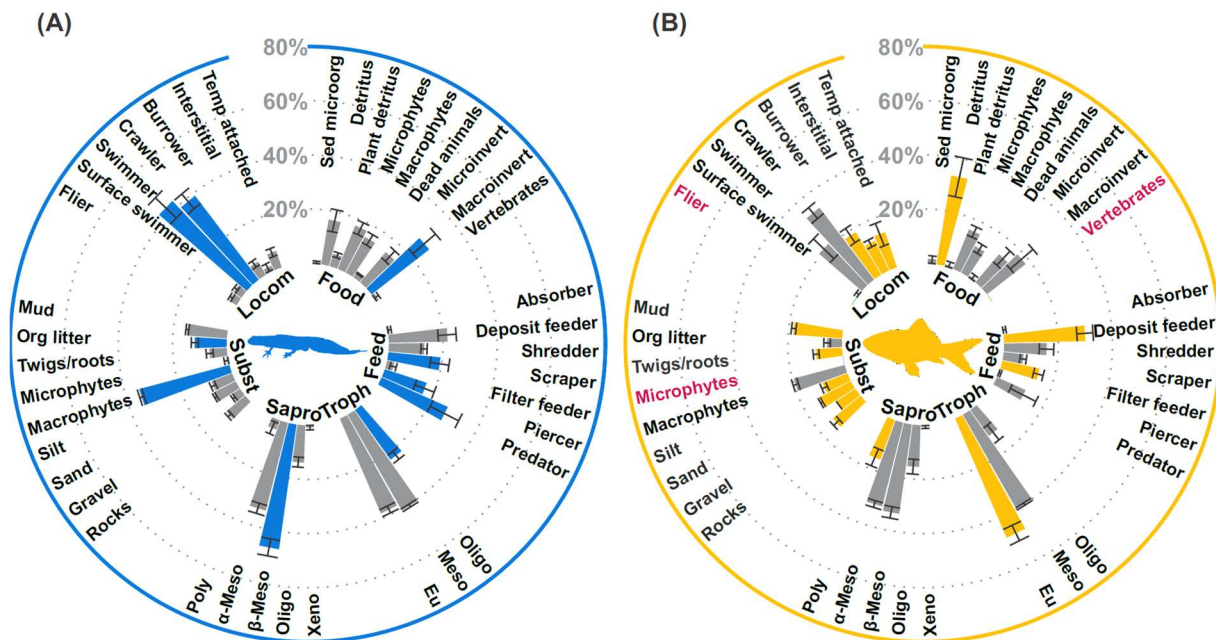 (A)
80%
60%
40%
20%
Sed microorg
Detritus
Plant detritus
Microphytes
Macrophytes
Dead animals
Microinvert
Macroinvert
Vertebrates
Absorber
Deposit feeder
Shredder
Scraper
Filter feeder
Piercer
Predator
Oligo
Meso
Eu
Xeno
Oligo
β-Meso
α-Meso
Poly
Rocks
Gravel
Sand
Silt
Macrophytes
Microphytes
Twigs/roots
Org litter
Mud
Flier
Surface swimmer
Swimmer
Crawler
Burrower
Interstitial
Temp attached
Locom
Food
Feed
Troph
Sapro
Subst
(B)
80%
60%
40%
20%
Sed microorg
Detritus
Plant detritus
Microphytes
Macrophytes
Dead animals
Microinvert
Macroinvert
Vertebrates
Absorber
Deposit feeder
Shredder
Scraper
Filter feeder
Piercer
Predator
Oligo
Meso
Eu
Xeno
Oligo
β-Meso
α-Meso
Poly
Rocks
Gravel
Sand
Silt
Macrophytes
Microphytes
Twigs/roots
Org litter
Mud
Flier
Surface swimmer
Swimmer
Crawler
Burrower
Interstitial
Temp attached
Locom
Food
Feed
Troph
Sapro
Subst